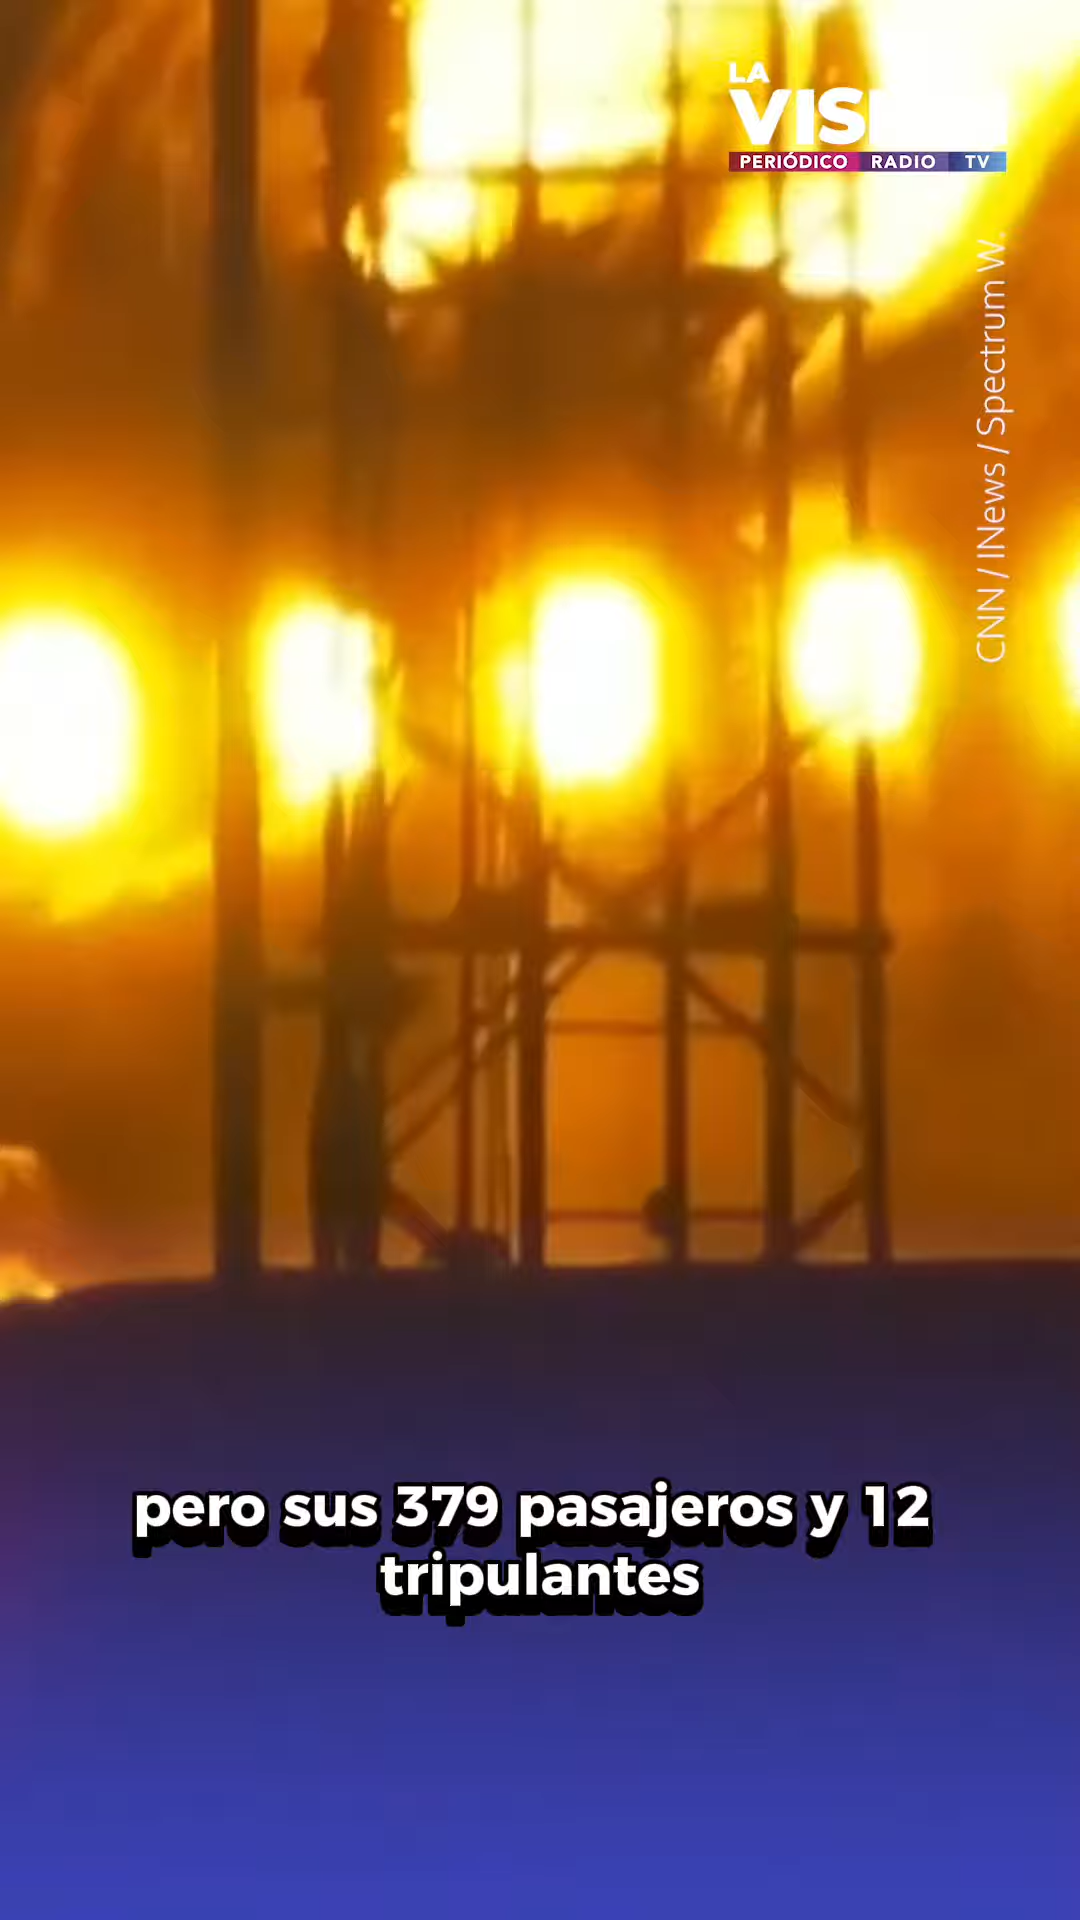 LA
VIS
PERIÓDICO RADIO TV
CNN / INews / Spectrum W.
pero sus 379 pasajeros y 12
tripulantes